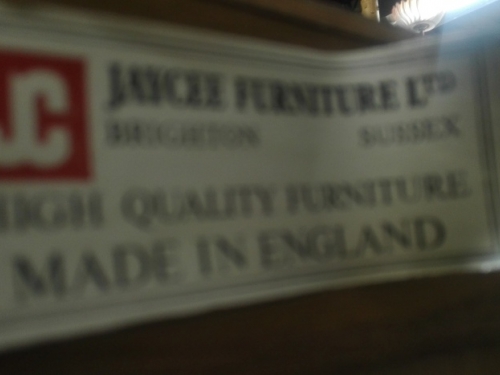 JC
JAYCEE FURNITURE LTD
BRIGHTON SUSSEX
HIGH QUALITY FURNITURE
MADE IN ENGLAND